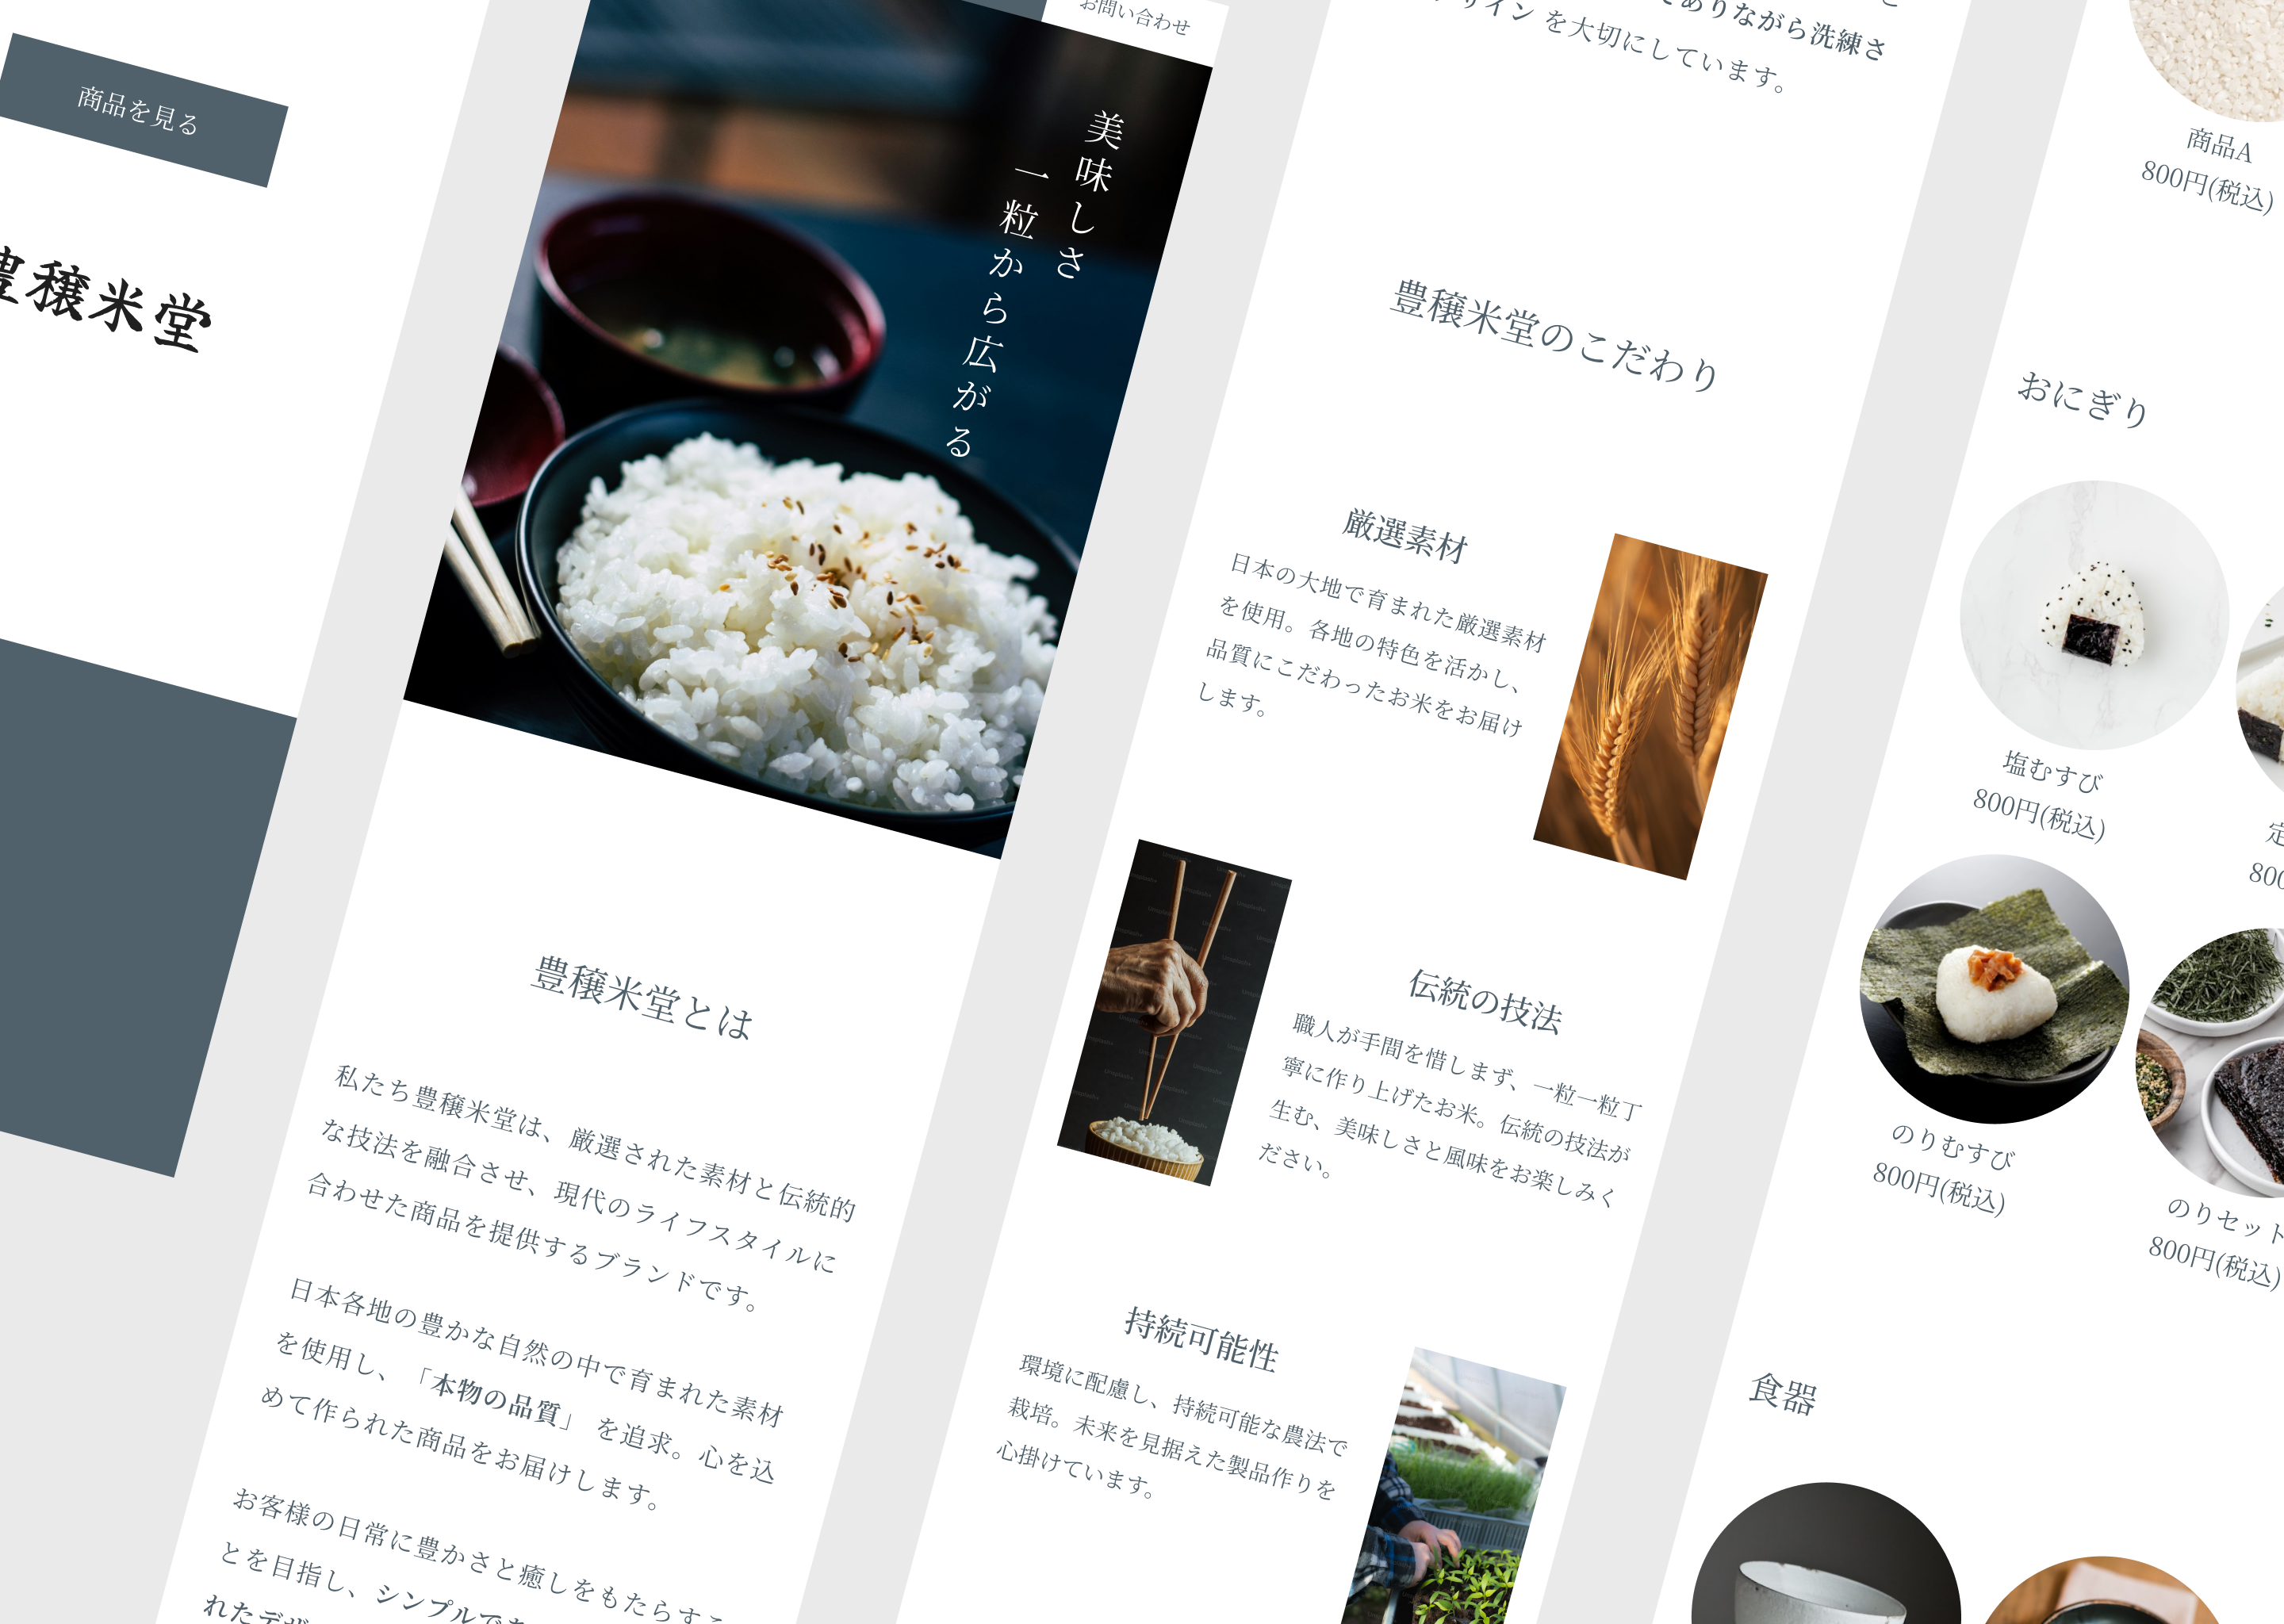 商品を見る
豊穣米堂
お問い合わせ
美味しさ
一粒から広がる
豊穣米堂とは
私たち豊穣米堂は、厳選された素材と伝統的
な技法を融合させ、現代のライフスタイルに
合わせた商品を提供するブランドです。
日本各地の豊かな自然の中で育まれた素材
を使用し、「本物の品質」 を追求。心を込
めて作られた商品をお届けします。
お客様の日常に豊かさと癒しをもたらする
とを目指し、シンプルで
れたデザ
でありながら洗練さ
デザイン を大切にしています。
豊穣米堂のこだわり
厳選素材
日本の大地で育まれた厳選素材
を使用。各地の特色を活かし、
品質にこだわったお米をお届け
します。
伝統の技法
職人が手間を惜しまず、一粒一粒丁
寧に作り上げたお米。伝統の技法が
生む、美味しさと風味をお楽しみく
ださい。
持続可能性
環境に配慮し、持続可能な農法で
栽培。未来を見据えた製品作りを
心掛けています。
商品A
800円(税込)
おにぎり
塩むすび
800円(税込)
定
800
のりむすび
800円(税込)
のりセット
800円(税込)
食器